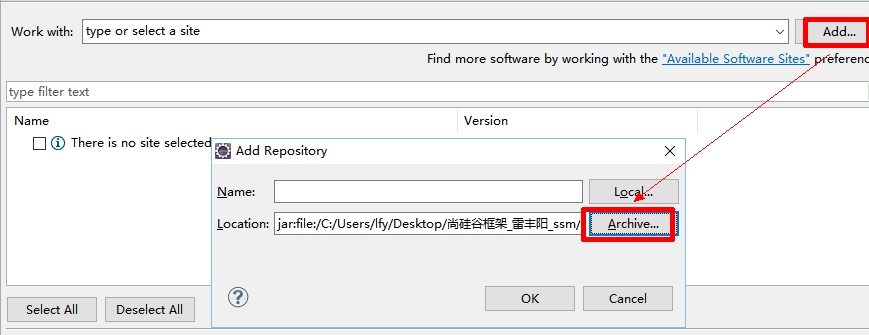 Work with: type or select a site Add...
Find more software by working with the "Available Software Sites" preferenc
type filter text
Name Version
There is no site selected
Add Repository
Name: Local...
Location: jar:file:/C:/Users/lfy/Desktop/尚硅谷框架_雷丰阳_ssm/ Archive...
OK Cancel
Select All Deselect All